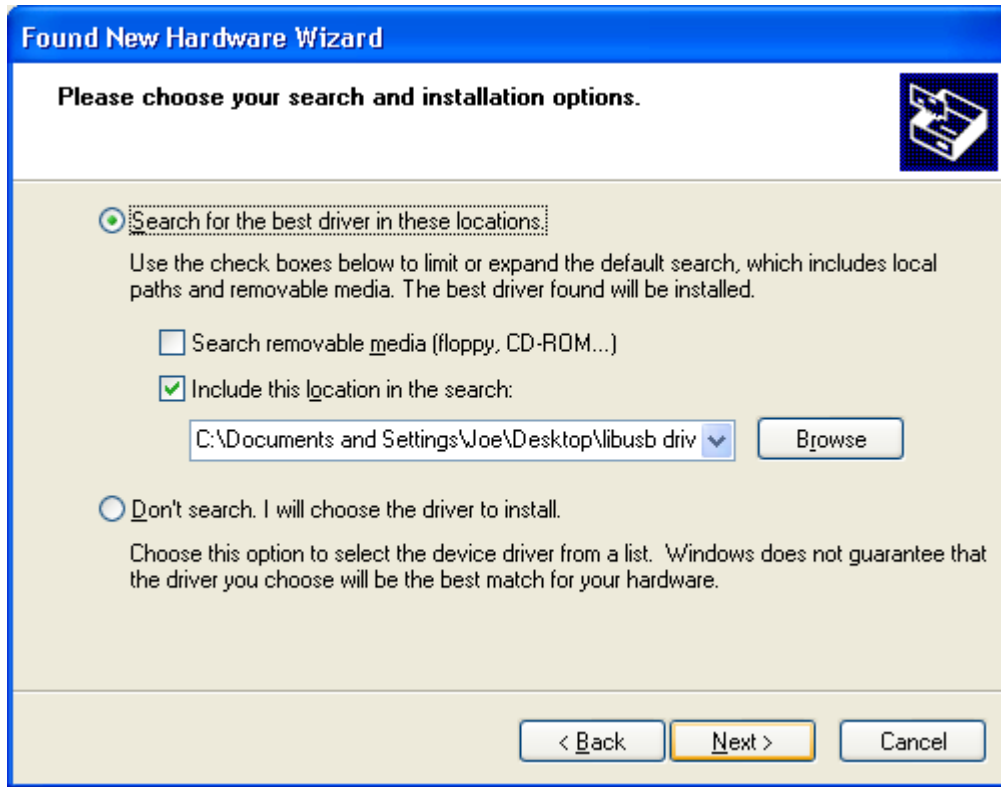 Found New Hardware Wizard
Please choose your search and installation options.
Search for the best driver in these locations.
Use the check boxes below to limit or expand the default search, which includes local
paths and removable media. The best driver found will be installed.
Search removable media (floppy, CD-ROM...)
Include this location in the search:
C:\Documents and Settings\Joe\Desktop\libusb driv
Browse
Don't search. I will choose the driver to install.
Choose this option to select the device driver from a list. Windows does not guarantee that
the driver you choose will be the best match for your hardware.
< Back Next > Cancel